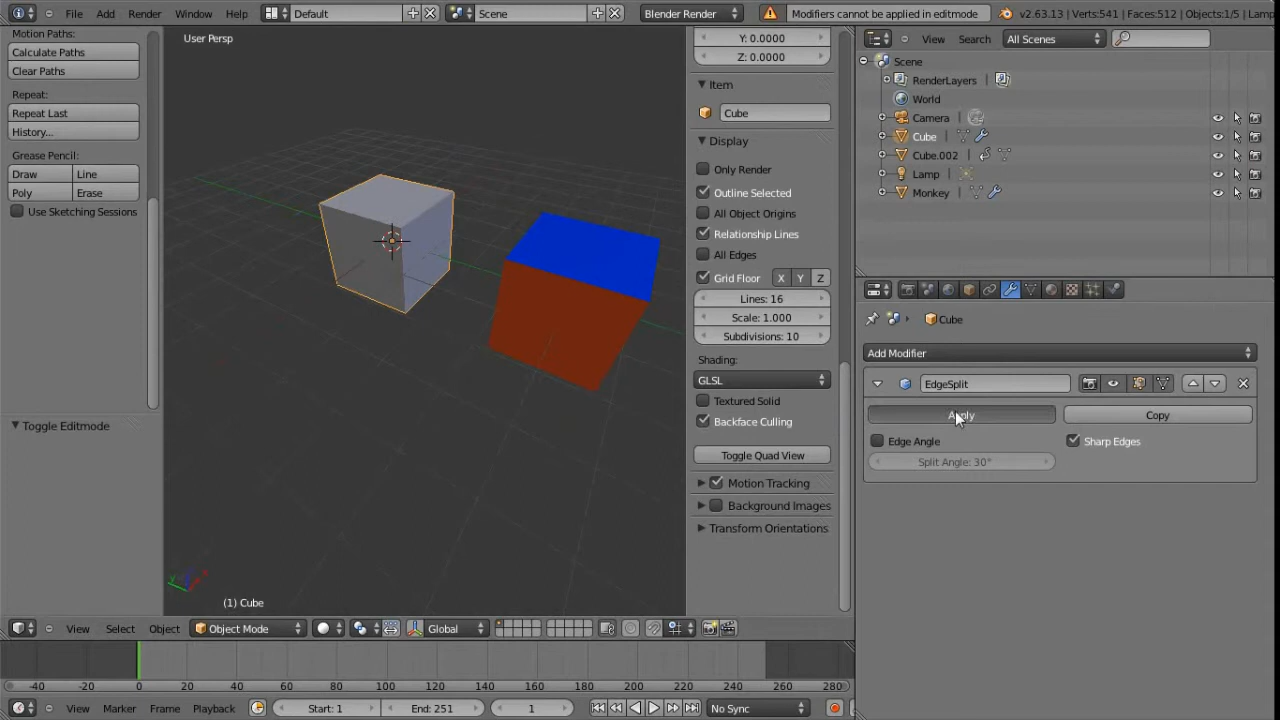 File Add Render Window Help Default Scene Blender Render Modifiers cannot be applied in editmode v2.63.13 | Verts:541 | Faces:512 | Objects:1/5 | Lamp
Motion Paths:
Calculate Paths
Clear Paths
Repeat:
Repeat Last
History...
Grease Pencil:
Draw Line
Poly Erase
Use Sketching Sessions
Toggle Editmode
User Persp
(1) Cube
Y: 0.0000
Z: 0.0000
Item
Cube
Display
Only Render
Outline Selected
All Object Origins
Relationship Lines
All Edges
Grid Floor X Y Z
Lines: 16
Scale: 1.000
Subdivisions: 10
Shading:
GLSL
Textured Solid
Backface Culling
Toggle Quad View
Motion Tracking
Background Images
Transform Orientations
View Search All Scenes
Scene
RenderLayers |
World
Camera |
Cube |
Cube.002 |
Lamp |
Monkey |
Cube
Add Modifier
EdgeSplit
Apply Copy
Edge Angle Sharp Edges
Split Angle: 30°
View Select Object Object Mode Global
-40 -20 0 20 40 60 80 100 120 140 160 180 200 220 240 260 280
View Marker Frame Playback Start: 1 End: 251 1 No Sync